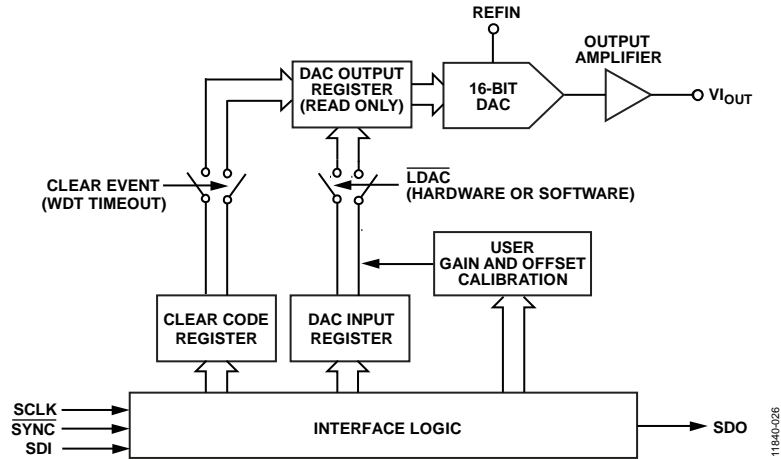 REFIN
OUTPUT
AMPLIFIER
DAC OUTPUT
REGISTER
(READ ONLY)
16-BIT
DAC
VIOUT
CLEAR EVENT
(WDT TIMEOUT)
LDAC
(HARDWARE OR SOFTWARE)
USER
GAIN AND OFFSET
CALIBRATION
CLEAR CODE
REGISTER
DAC INPUT
REGISTER
SCLK
SYNC
SDI
INTERFACE LOGIC
SDO
11840-026